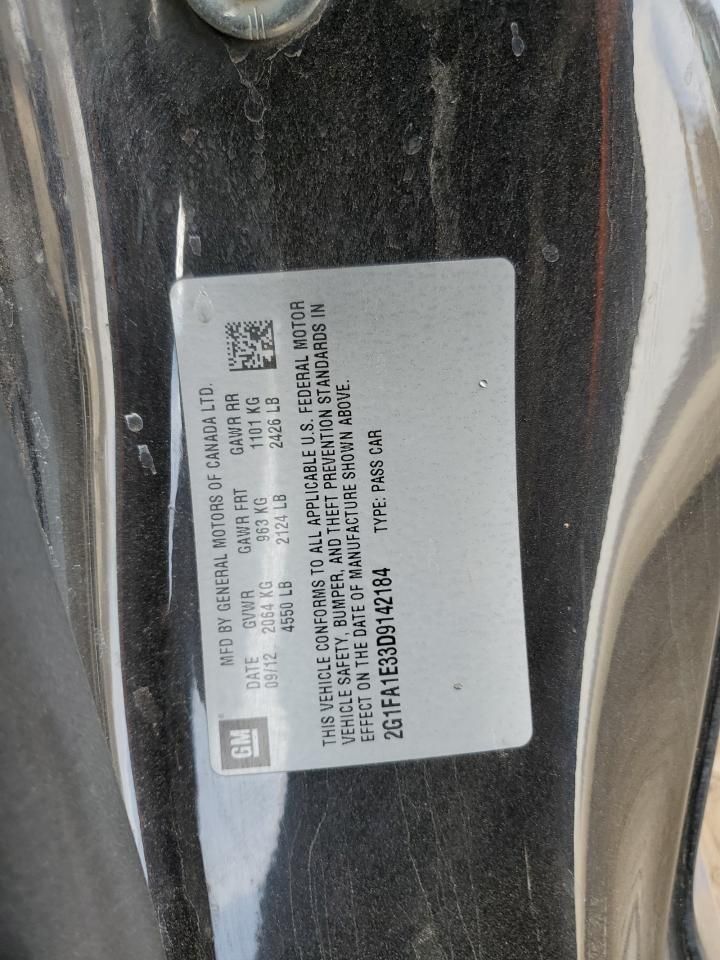 GM
MFD BY GENERAL MOTORS OF CANADA LTD.
DATE GVWR GAWR FRT GAWR RR
09/12 2064 KG 963 KG 1101 KG
4550 LB 2124 LB 2426 LB
THIS VEHICLE CONFORMS TO ALL APPLICABLE U.S. FEDERAL MOTOR
VEHICLE SAFETY, BUMPER, AND THEFT PREVENTION STANDARDS IN
EFFECT ON THE DATE OF MANUFACTURE SHOWN ABOVE.
2G1FA1E33D9142184 TYPE: PASS CAR